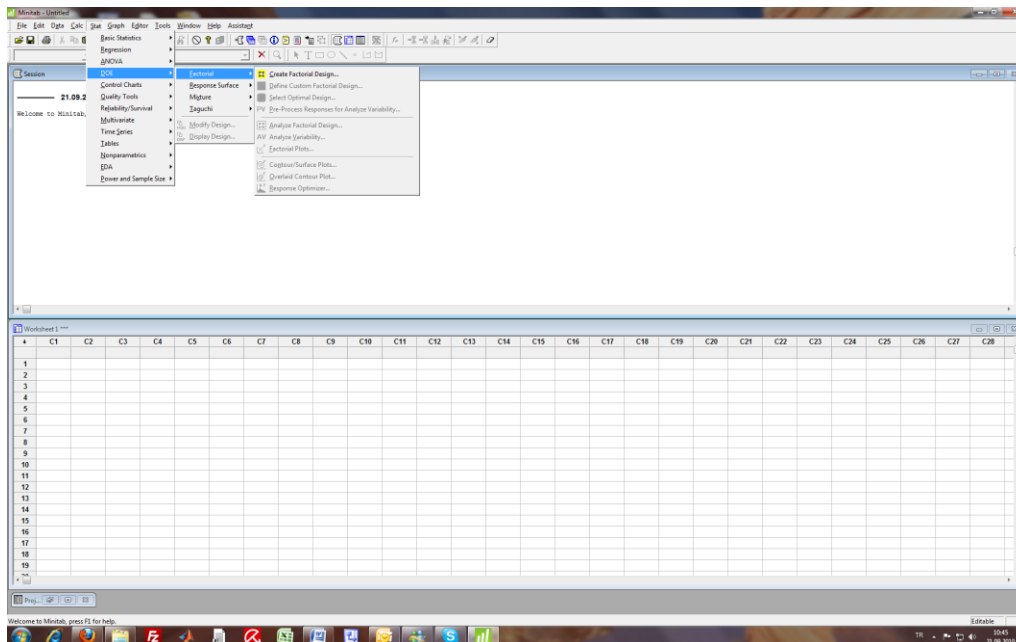 Minitab - Untitled
File Edit Data Calc Stat Graph Editor Tools Window Help Assistant
Basic Statistics
Regression
ANOVA
DOE
Control Charts
Quality Tools
Reliability/Survival
Multivariate
Time Series
Tables
Nonparametrics
EDA
Power and Sample Size
Factorial
Response Surface
Mixture
Taguchi
Modify Design...
Display Design...
Create Factorial Design...
Define Custom Factorial Design...
Select Optimal Design...
Pre-Process Responses for Analyze Variability...
Analyze Factorial Design...
Analyze Variability...
Factorial Plots...
Contour/Surface Plots...
Overlaid Contour Plot...
Response Optimizer...
Session
21.09.2
Welcome to Minitab,
Worksheet 1 ***
C1 C2 C3 C4 C5 C6 C7 C8 C9 C10 C11 C12 C13 C14 C15 C16 C17 C18 C19 C20 C21 C22 C23 C24 C25 C26 C27 C28
1
2
3
4
5
6
7
8
9
10
11
12
13
14
15
16
17
18
19
Proj...
Welcome to Minitab, press F1 for help.
Editable
TR
10:45
21.09.2010